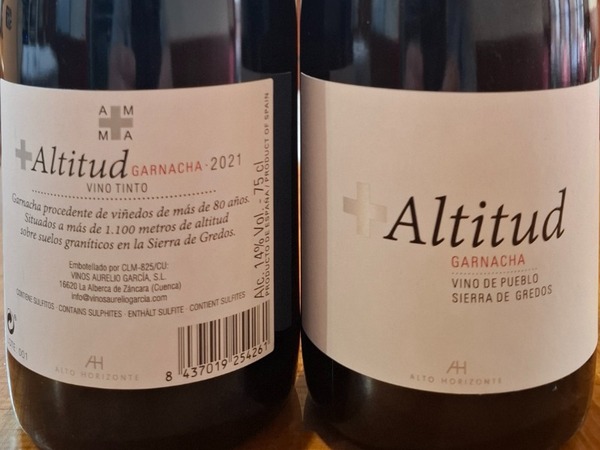 A M
M A
+Altitud GARNACHA · 2021
VINO TINTO
Garnacha procedente de viñedos de más de 80 años.
Situados a más de 1.100 metros de altitud
sobre suelos graníticos en la Sierra de Gredos.
Embotellado por CLM-825/CU:
VINOS AURELIO GARCÍA, S.L.
16620 La Alberca de Záncara (Cuenca)
info@vinosaureliogarcia.com
CONTIENE SULFITOS - CONTAINS SULPHITES - ENTHÄLT SULFITE - CONTIENT SULFITES
Alc. 14% Vol. - 75 cl
PRODUCTO DE ESPAÑA / PRODUCT OF SPAIN
8 437019 254261
AH
ALTO HORIZONTE
+Altitud
GARNACHA
VINO DE PUEBLO
SIERRA DE GREDOS
AH
ALTO HORIZONTE